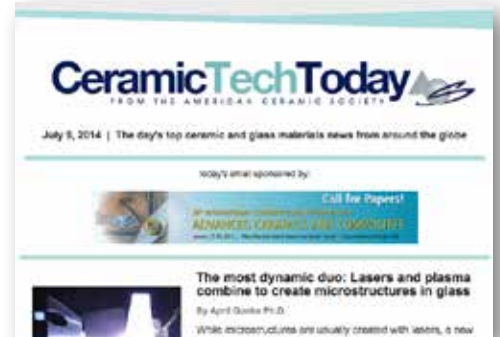 CeramicTechToday
FROM THE AMERICAN CERAMIC SOCIETY
July 9, 2014 | The day's top ceramic and glass materials news from around the globe
today's email sponsored by:
Call for Papers!
ADVANCED CERAMICS AND COMPOSITES
The most dynamic duo: Lasers and plasma
combine to create microstructures in glass
By April Gocha Ph.D.
While microstructures are usually created with lasers, a new